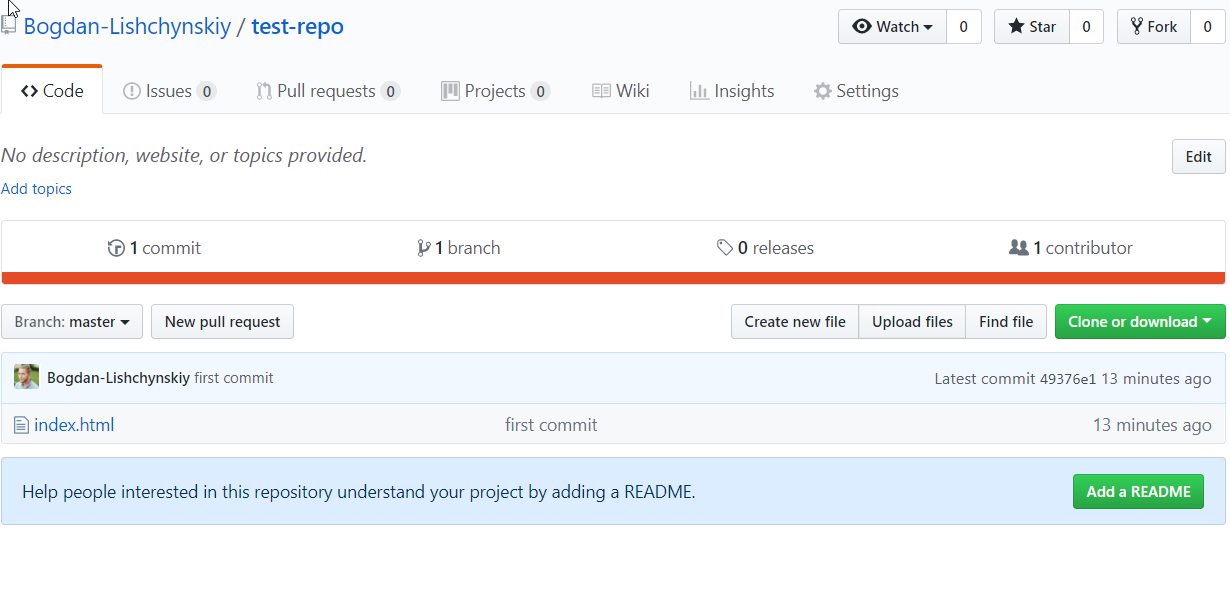 Bogdan-Lishchynskiy / test-repo Watch 0 Star 0 Fork 0
Code Issues 0 Pull requests 0 Projects 0 Wiki Insights Settings
No description, website, or topics provided. Edit
Add topics
1 commit 1 branch 0 releases 1 contributor
Branch: master New pull request Create new file Upload files Find file Clone or download
Bogdan-Lishchynskiy first commit Latest commit 49376e1 13 minutes ago
index.html first commit 13 minutes ago
Help people interested in this repository understand your project by adding a README. Add a README